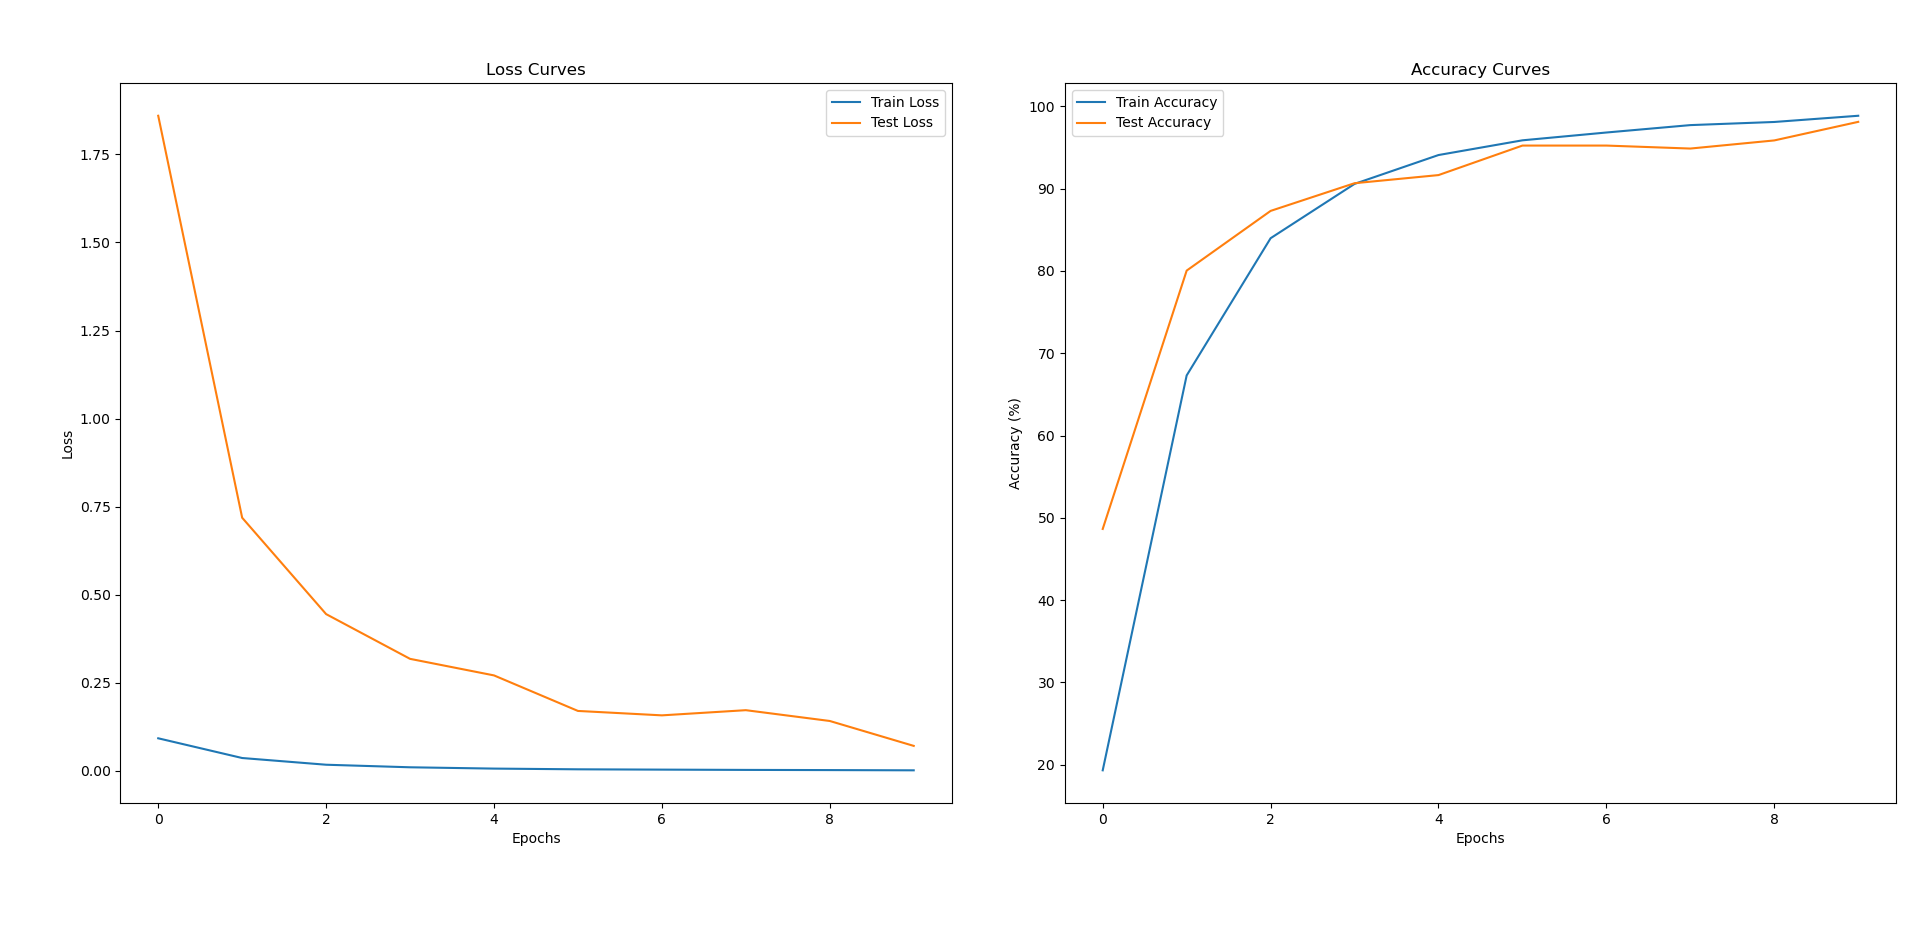 Loss Curves
Train Loss
Test Loss
1.75
1.50
1.25
1.00
0.75
0.50
0.25
0.00
Loss
0 2 4 6 8
Epochs
Accuracy Curves
Train Accuracy
Test Accuracy
100
90
80
70
60
50
40
30
20
Accuracy (%)
0 2 4 6 8
Epochs